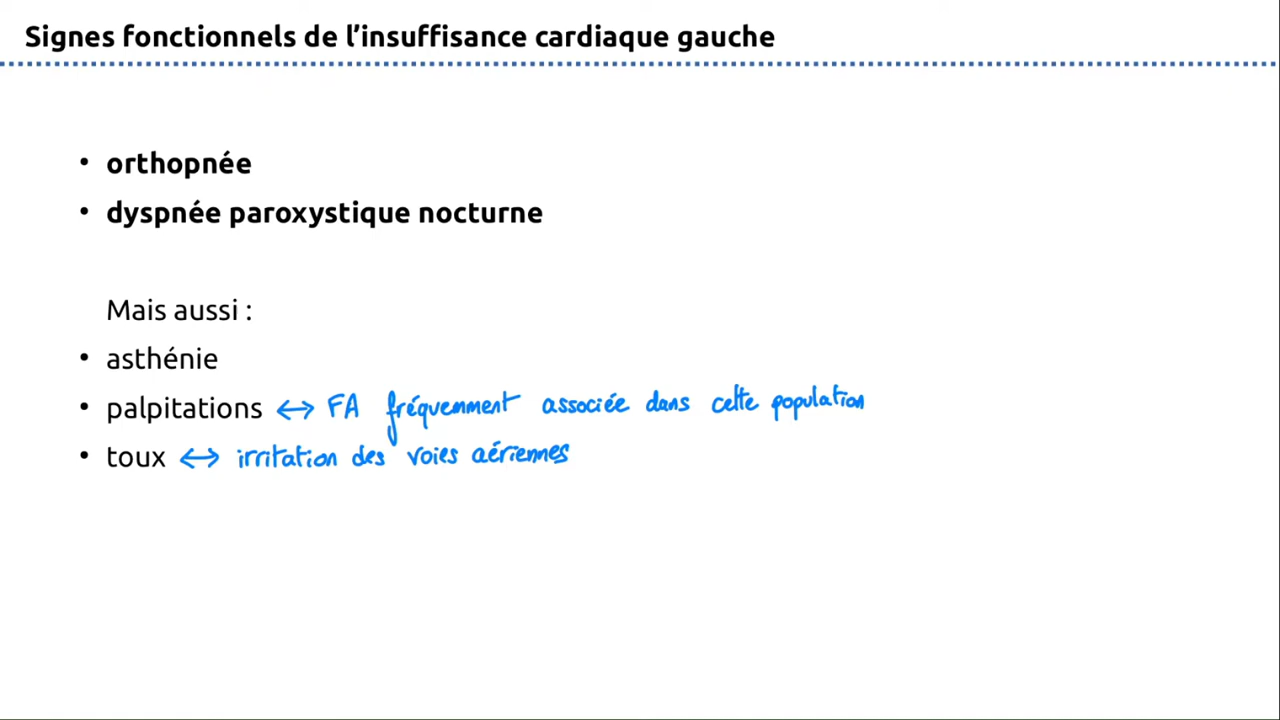 Signes fonctionnels de l’insuffisance cardiaque gauche
• orthopnée
• dyspnée paroxystique nocturne
Mais aussi :
• asthénie
• palpitations ↔ FA fréquemment associée dans cette population
• toux ↔ irritation des voies aériennes